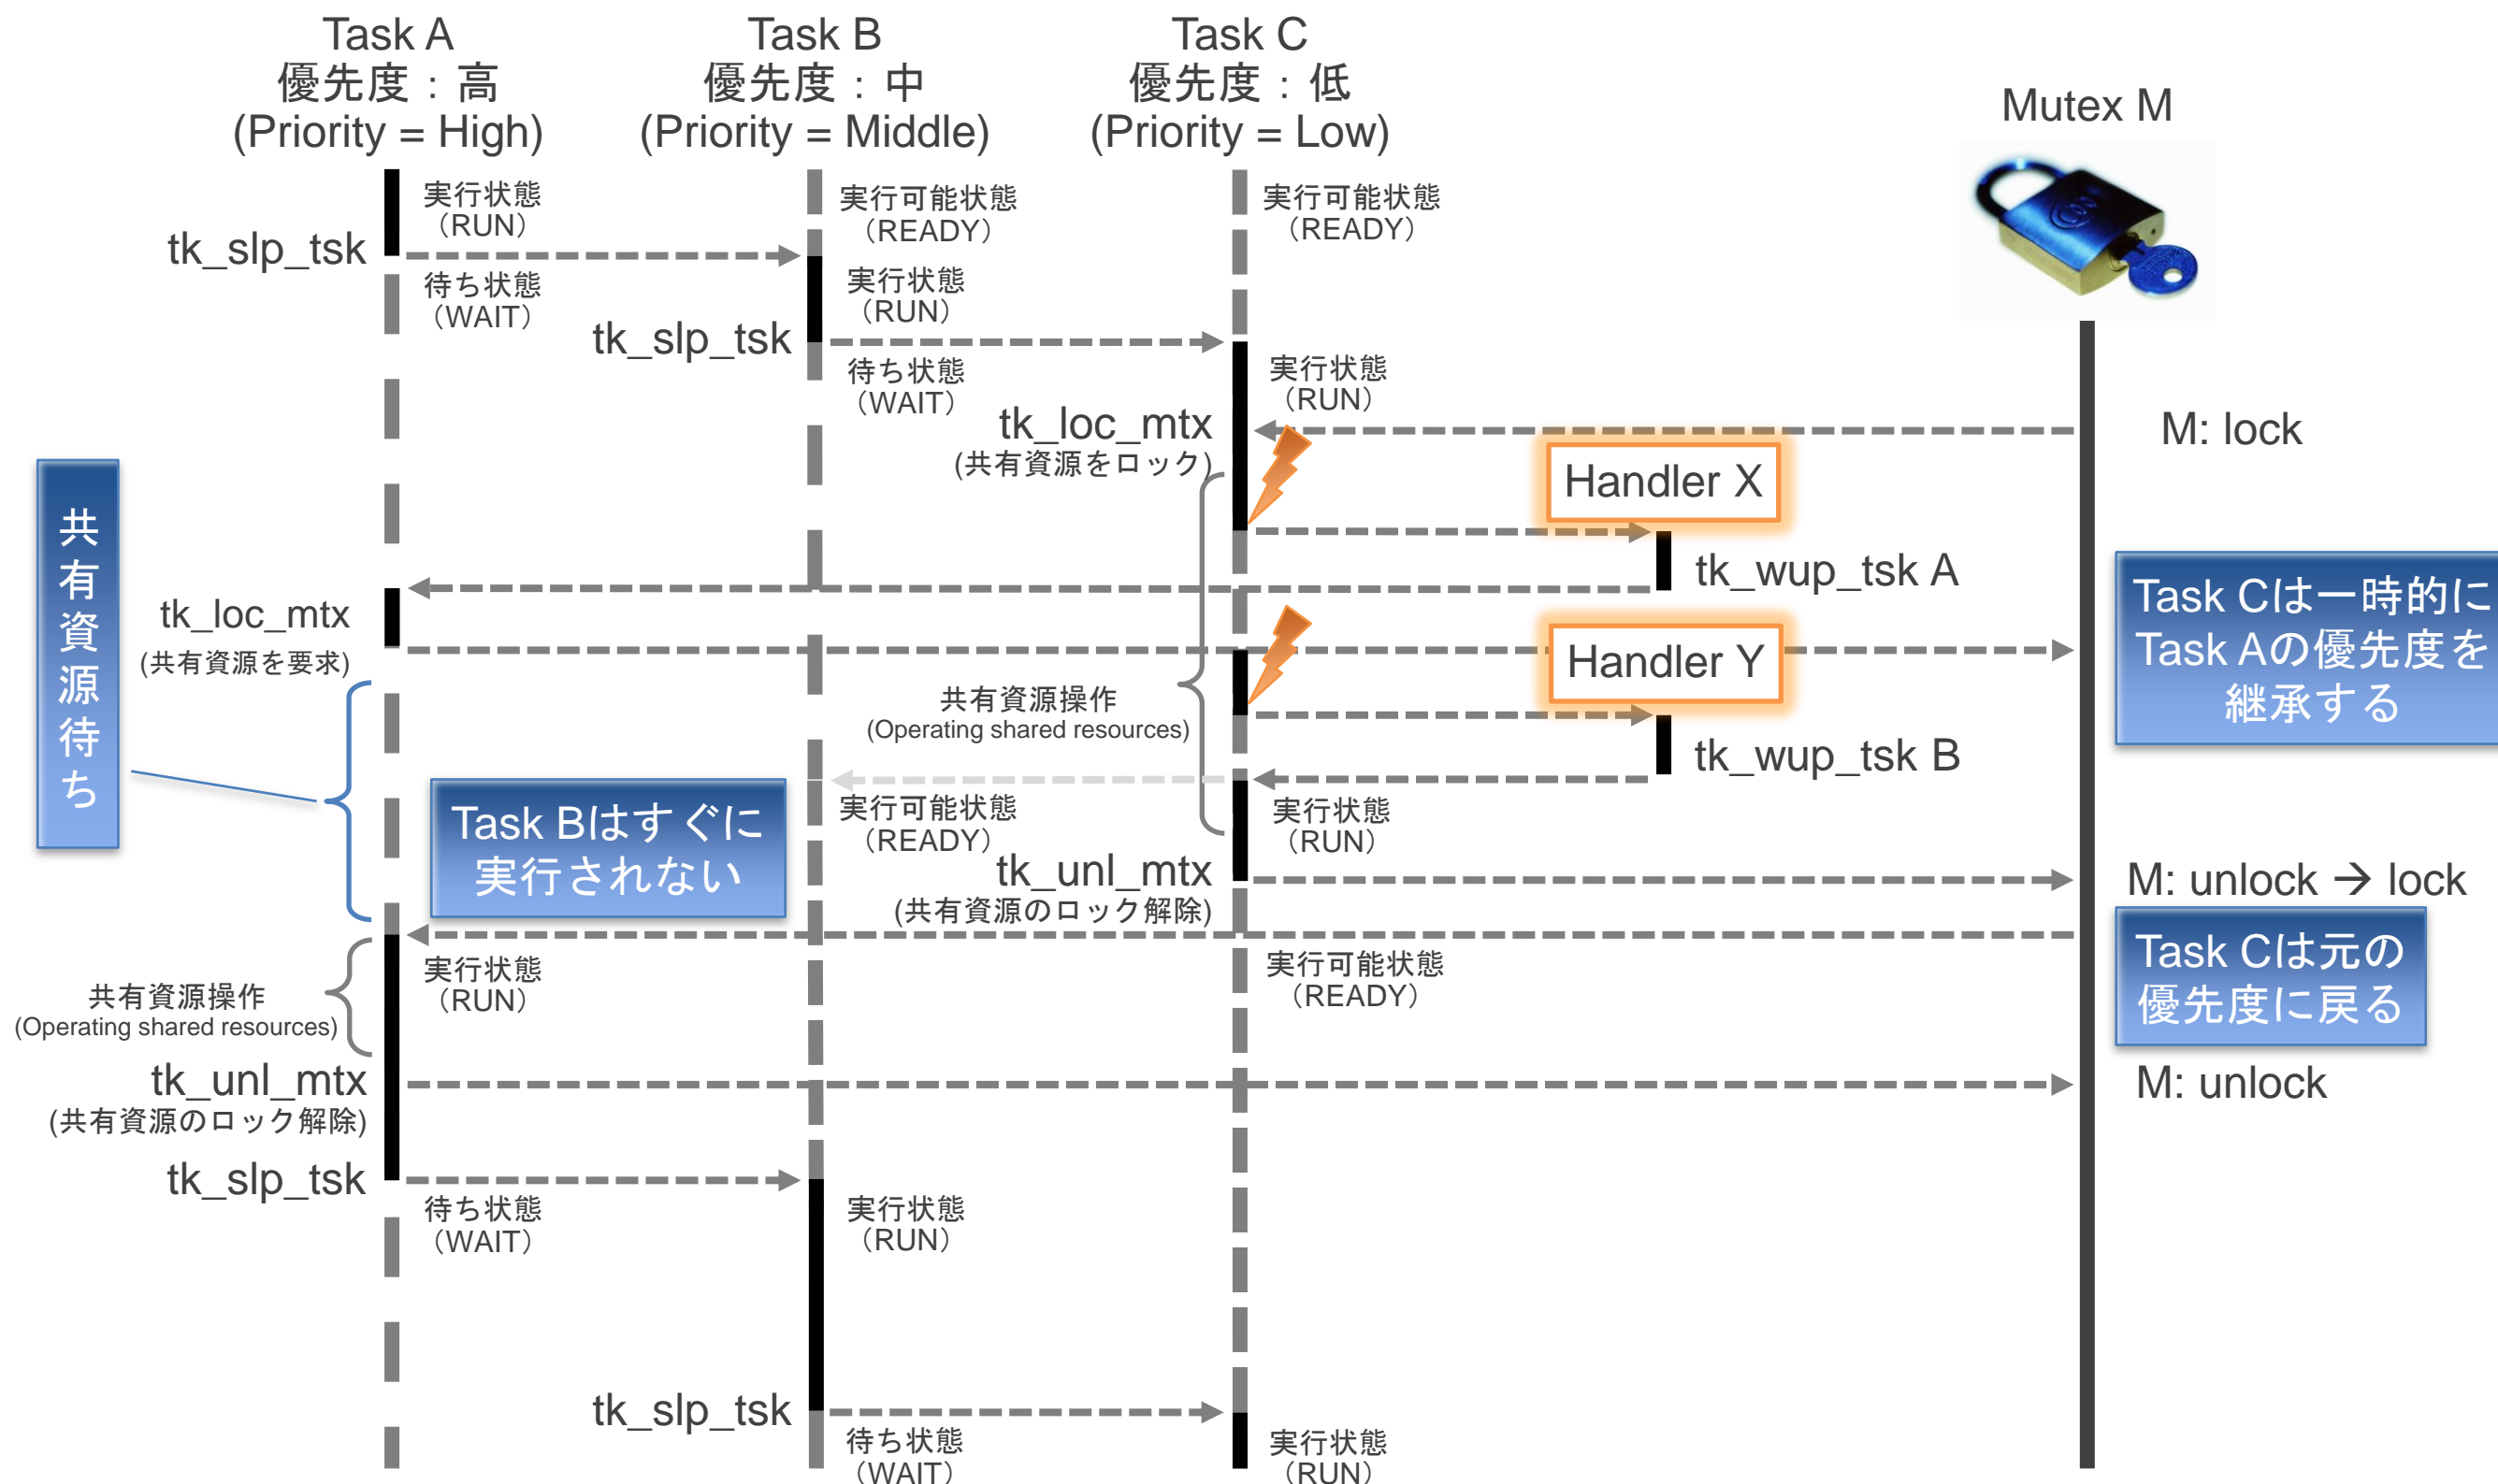 Task A
優先度：高
(Priority = High)
Task B
優先度：中
(Priority = Middle)
Task C
優先度：低
(Priority = Low)
Mutex M
実行状態
（RUN）
実行可能状態
（READY）
実行可能状態
（READY）
tk_slp_tsk
待ち状態
（WAIT）
実行状態
（RUN）
tk_slp_tsk
待ち状態
（WAIT）
実行状態
（RUN）
tk_loc_mtx
(共有資源をロック)
M: lock
Handler X
tk_wup_tsk A
共有資源待ち
tk_loc_mtx
(共有資源を要求)
Task Cは一時的に
Task Aの優先度を
継承する
Handler Y
共有資源操作
(Operating shared resources)
tk_wup_tsk B
Task Bはすぐに
実行されない
実行可能状態
（READY）
実行状態
（RUN）
tk_unl_mtx
(共有資源のロック解除)
M: unlock → lock
Task Cは元の
優先度に戻る
実行状態
（RUN）
実行可能状態
（READY）
共有資源操作
(Operating shared resources)
tk_unl_mtx
(共有資源のロック解除)
M: unlock
tk_slp_tsk
待ち状態
（WAIT）
実行状態
（RUN）
tk_slp_tsk
待ち状態
（WAIT）
実行状態
（RUN）